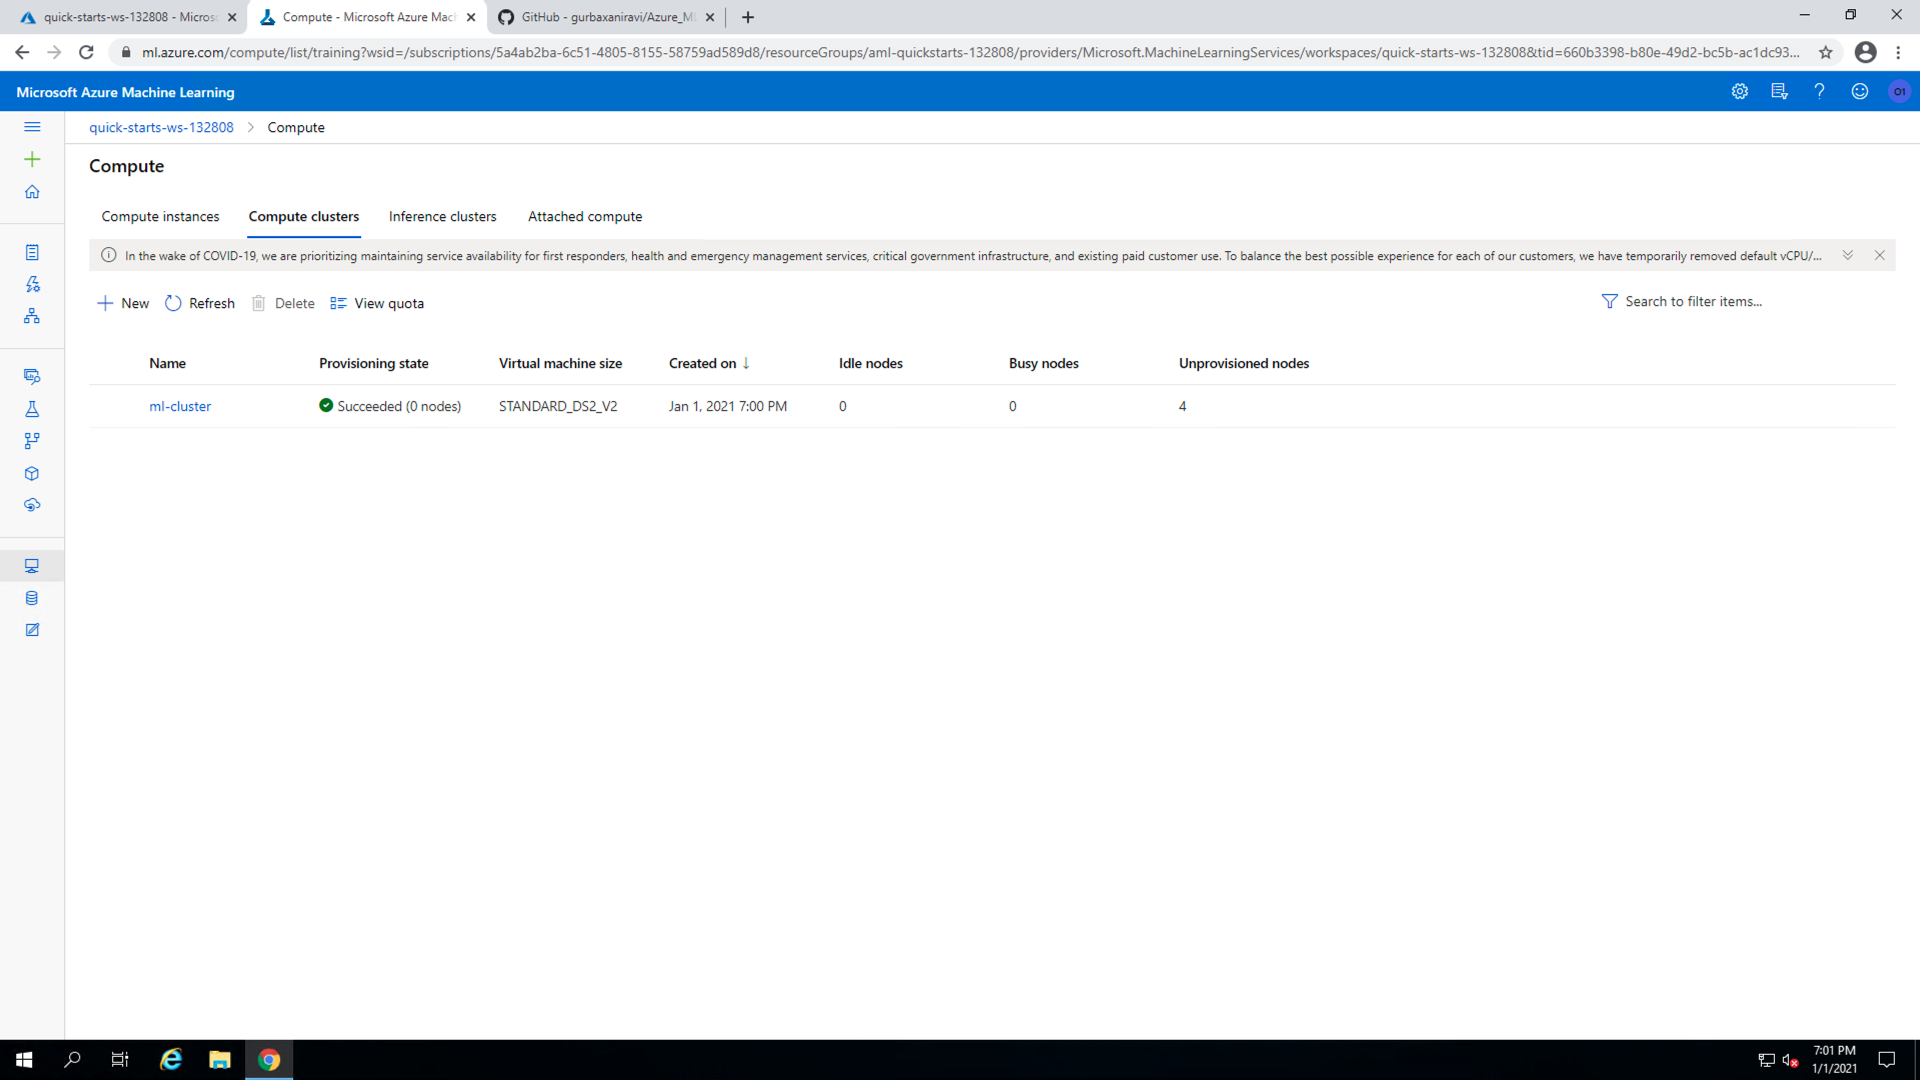 quick-starts-ws-132808 - Micros
Compute - Microsoft Azure Mach
GitHub - gurbaxaniravi/Azure_ML
ml.azure.com/compute/list/training?wsid=/subscriptions/5a4ab2ba-6c51-4805-8155-58759ad589d8/resourceGroups/aml-quickstarts-132808/providers/Microsoft.MachineLearningServices/workspaces/quick-starts-ws-132808&tid=660b3398-b80e-49d2-bc5b-ac1dc93...
Microsoft Azure Machine Learning
O1
quick-starts-ws-132808 > Compute
Compute
Compute instances Compute clusters Inference clusters Attached compute
In the wake of COVID-19, we are prioritizing maintaining service availability for first responders, health and emergency management services, critical government infrastructure, and existing paid customer use. To balance the best possible experience for each of our customers, we have temporarily removed default vCPU/...
New Refresh Delete View quota Search to filter items...
Name Provisioning state Virtual machine size Created on ↓ Idle nodes Busy nodes Unprovisioned nodes
ml-cluster Succeeded (0 nodes) STANDARD_DS2_V2 Jan 1, 2021 7:00 PM 0 0 4
7:01 PM
1/1/2021